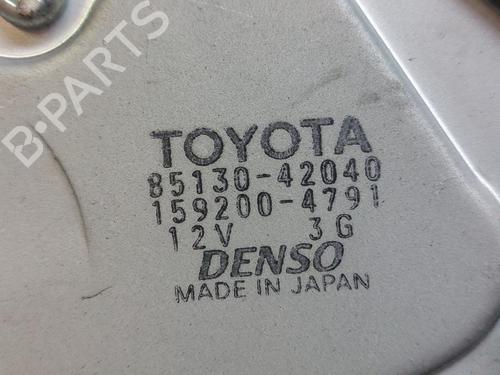 B-PARTS
TOYOTA
85130-42040
159200-4791
12V 3G
DENSO
MADE IN JAPAN